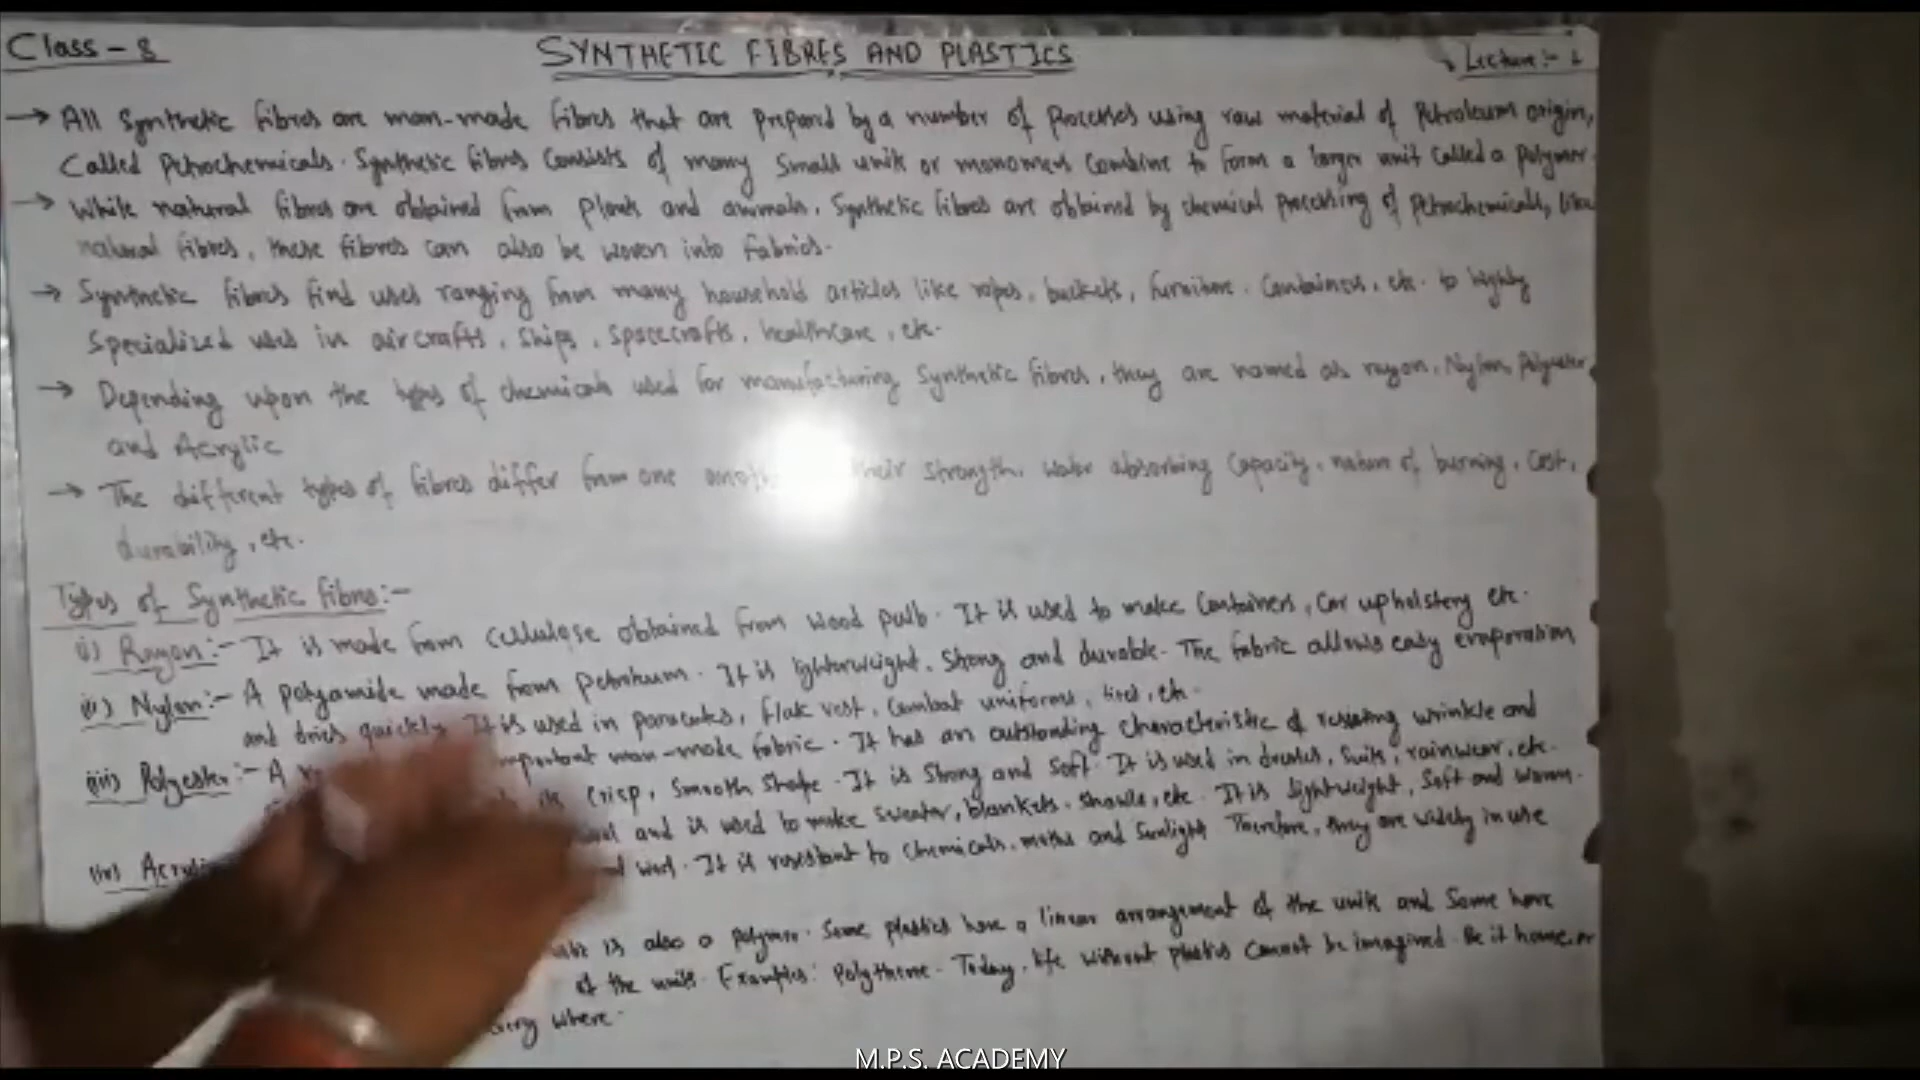 Class - 8
SYNTHETIC FIBRES AND PLASTICS
Lecture:- 1
→ All Synthetic fibres are man-made fibres that are prepared by a number of Processes using raw material of Petroleum origin,
Called Petrochemicals. Synthetic fibres Consists of many Small units or monomers Combine to form a larger unit Called a Polymer.
→ While natural fibres are obtained from plants and animals, Synthetic fibres are obtained by chemical processing of Petrochemicals, like
natural fibres, these fibres can also be woven into fabrics.
→ Synthetic fibres find uses ranging from many household articles like ropes, buckets, furniture, Containers, etc. to highly
Specialized uses in aircrafts, Ships, Spacecrafts, healthcare, etc.
→ Depending upon the types of chemicals used for manufacturing Synthetic fibres, they are named as rayon, Nylon, Polyester
and Acrylic
→ The different types of fibres differ from one their strength, water absorbing Capacity, nature of burning, Cost,
durability, etc.
Types of Synthetic fibre:-
(i) Rayon:- It is made from cellulose obtained from wood pulb. It is used to make Containers, Car upholstery etc.
(ii) Nylon:- A polyamide made from petroleum. It is lightweight, Strong and durable. The fabric allows easy evaporation
and dries quickly. It is used in , flak vest, Combat uniforms, , etc.
(iii) Polyester:- A important man-made fabric. It has an outstanding characteristic of resisting wrinkle and
its Crisp, Smooth Shape. It is Strong and Soft. It is used in dresses, Suits, rainwear, etc.
(iv) and is used to make sweater, blankets, Shawls, etc. It is lightweight, Soft and warm.
It is resistant to Chemicals, moths and Sunlight. Therefore, they are widely in use
is also a polymer. Some plastics have a linear arrangement of the units and Some have
of the units. Examples: Polythene. Today, life without plastics Cannot be imagined. Be it home, or
every where.
M.P.S. ACADEMY